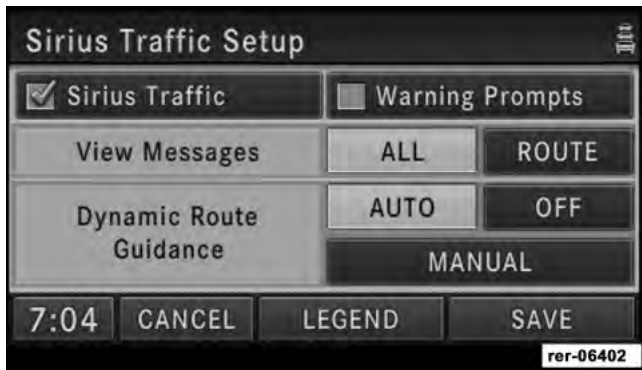 Sirius Traffic Setup
Sirius Traffic
Warning Prompts
View Messages
ALL
ROUTE
Dynamic Route
Guidance
AUTO
OFF
MANUAL
7:04
CANCEL
LEGEND
SAVE
rer-06402